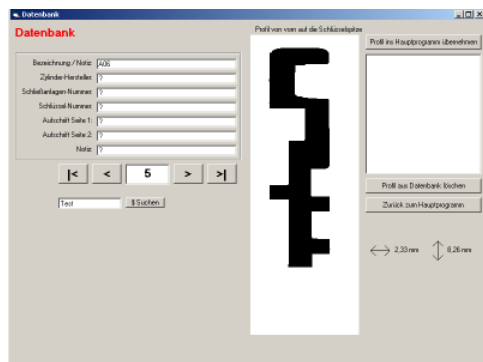 Datenbank
Datenbank
Profil von vorn auf die Schlüsselspitze
Profil ins Hauptprogramm übernehmen
Bezeichnung / Notiz: A06
Zylinder-Hersteller: ?
Schließanlagen-Nummer: ?
Schlüssel-Nummer: ?
Aufschrift Seite 1: ?
Aufschrift Seite 2: ?
Notiz: ?
|< < 5 > >|
Test Suchen
Profil aus Datenbank löschen
Zurück zum Hauptprogramm
2,33 mm 8,26 mm